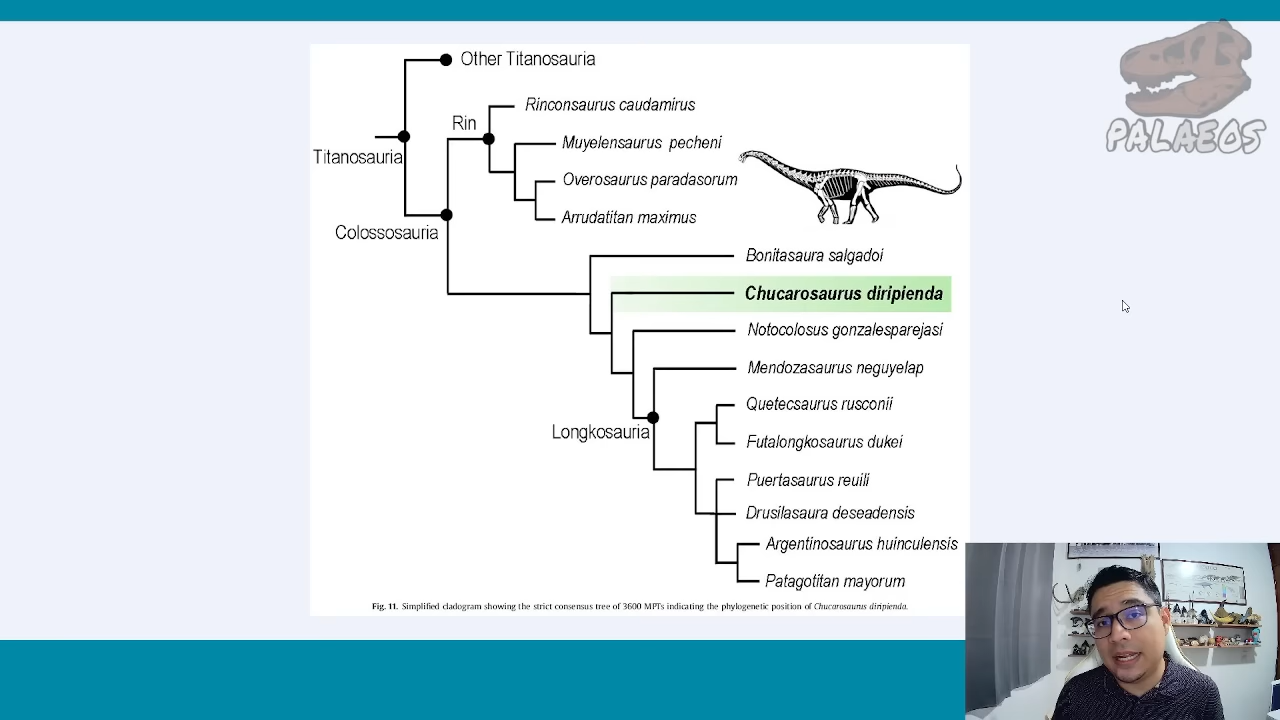 PALAEOS
Other Titanosauria
Rinconsaurus caudamirus
Rin
Muyelensaurus pecheni
Titanosauria
Overosaurus paradasorum
Arrudatitan maximus
Colossosauria
Bonitasaura salgadoi
Chucarosaurus diripienda
Notocolosus gonzalesparejasi
Mendozasaurus neguyelap
Quetecsaurus rusconii
Longkosauria
Futalongkosaurus dukei
Puertasaurus reuili
Drusilasaura deseadensis
Argentinosaurus huinculensis
Patagotitan mayorum
Fig. 11. Simplified cladogram showing the strict consensus tree of 3600 MPTs indicating the phylogenetic position of Chucarosaurus diripienda.